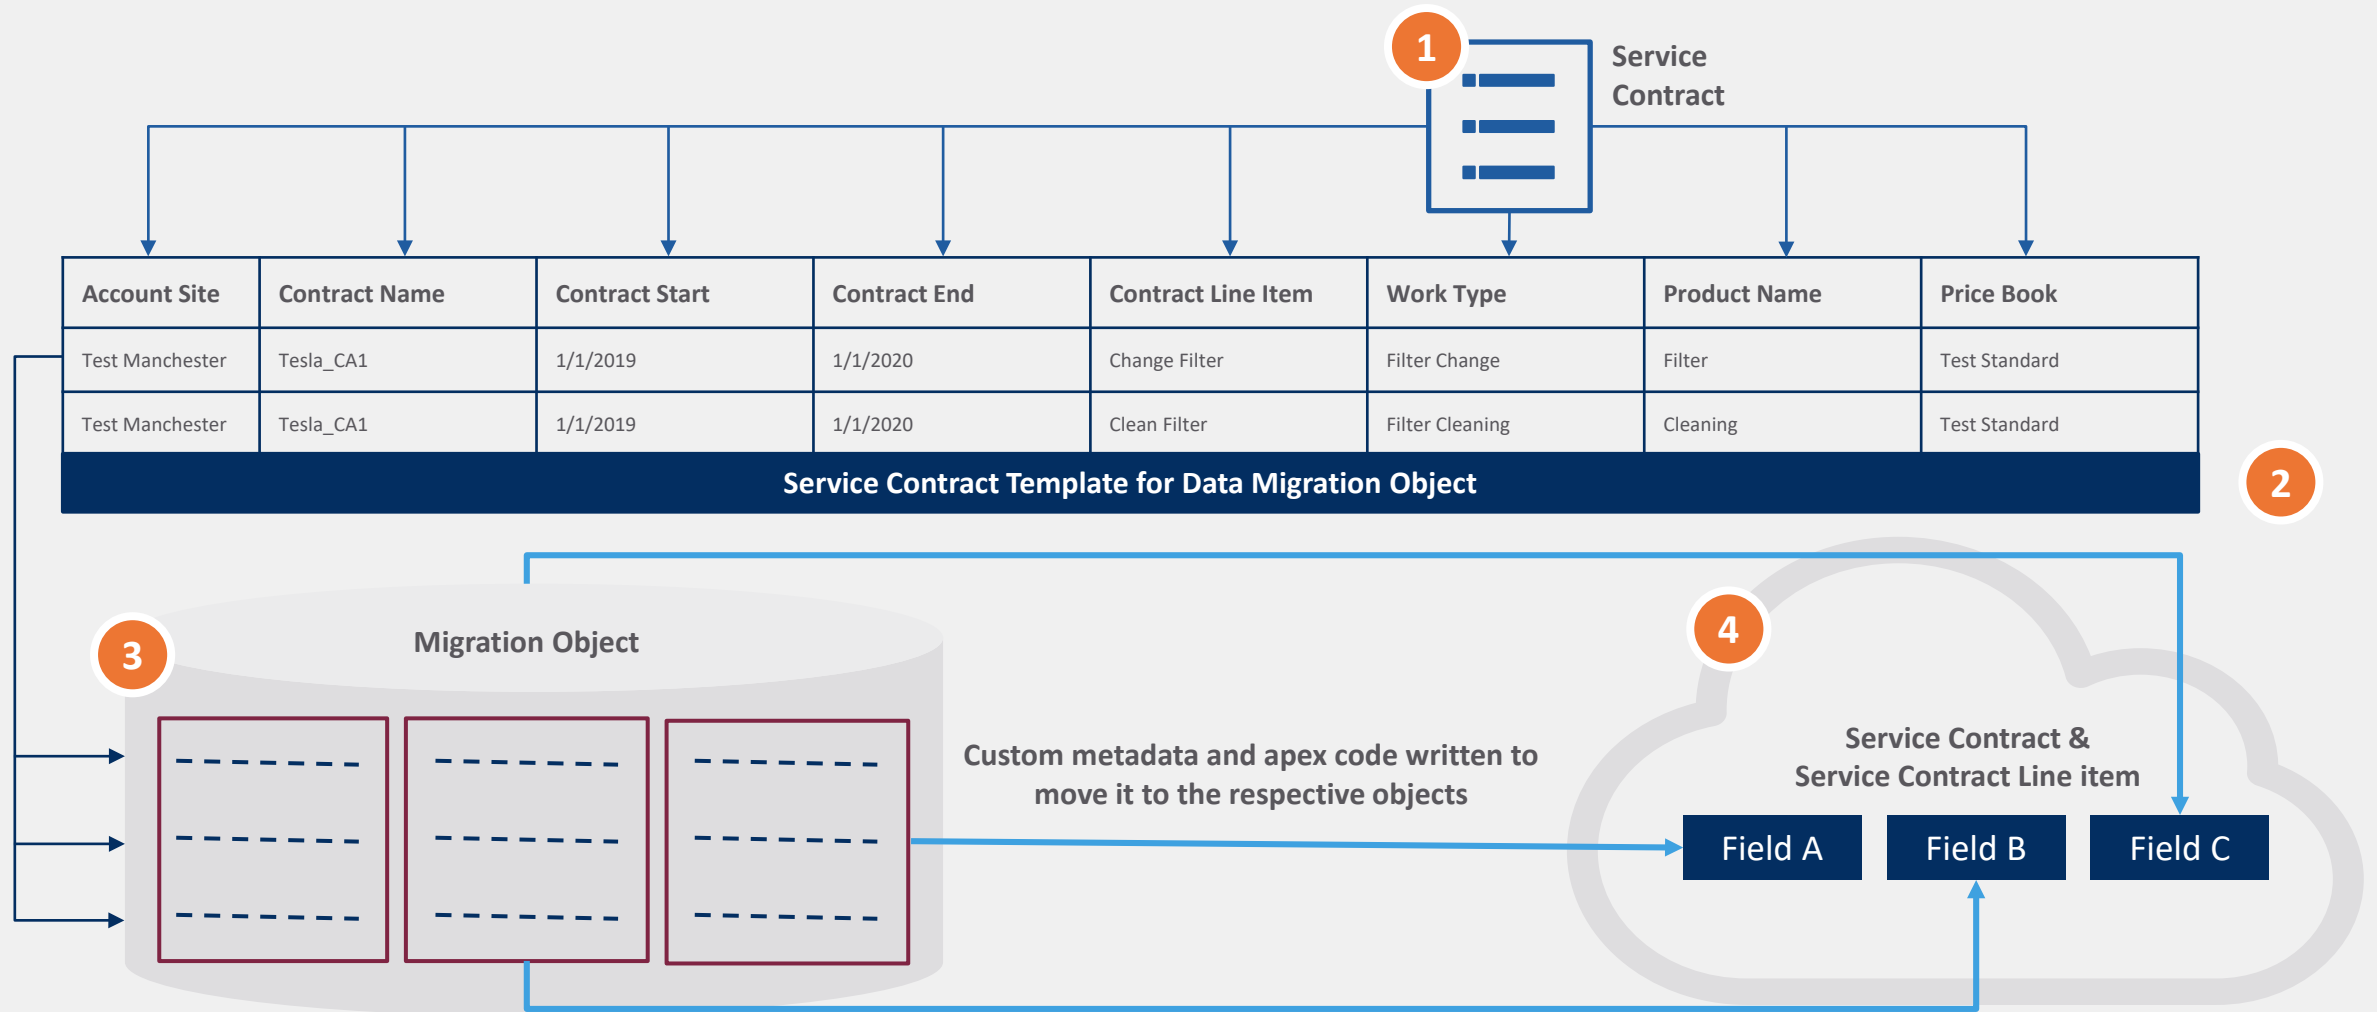 1
Service
Contract
Account Site Contract Name Contract Start Contract End Contract Line Item Work Type Product Name Price Book
Test Manchester Tesla_CA1 1/1/2019 1/1/2020 Change Filter Filter Change Filter Test Standard
Test Manchester Tesla_CA1 1/1/2019 1/1/2020 Clean Filter Filter Cleaning Cleaning Test Standard
Service Contract Template for Data Migration Object
2
3
Migration Object
Custom metadata and apex code written to
move it to the respective objects
4
Service Contract &
Service Contract Line item
Field A Field B Field C